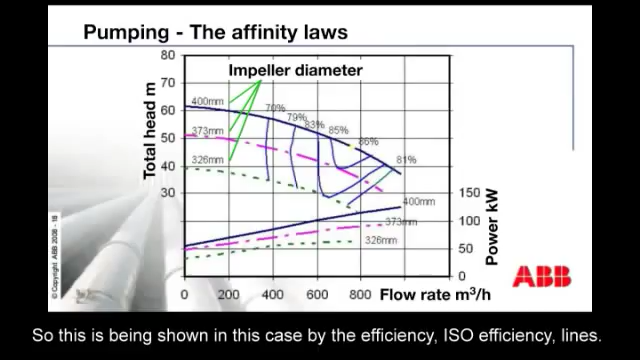 Pumping - The affinity laws
80
70
60
50
40
30
Total head m
Impeller diameter
400mm
373mm
326mm
70%
79%
83%
85%
86%
81%
150
100
50
0
Power kW
400mm
373mm
326mm
0 200 400 600 800 Flow rate m³/h
© Copyright ABB 2008 - 18
ABB
So this is being shown in this case by the efficiency, ISO efficiency, lines.